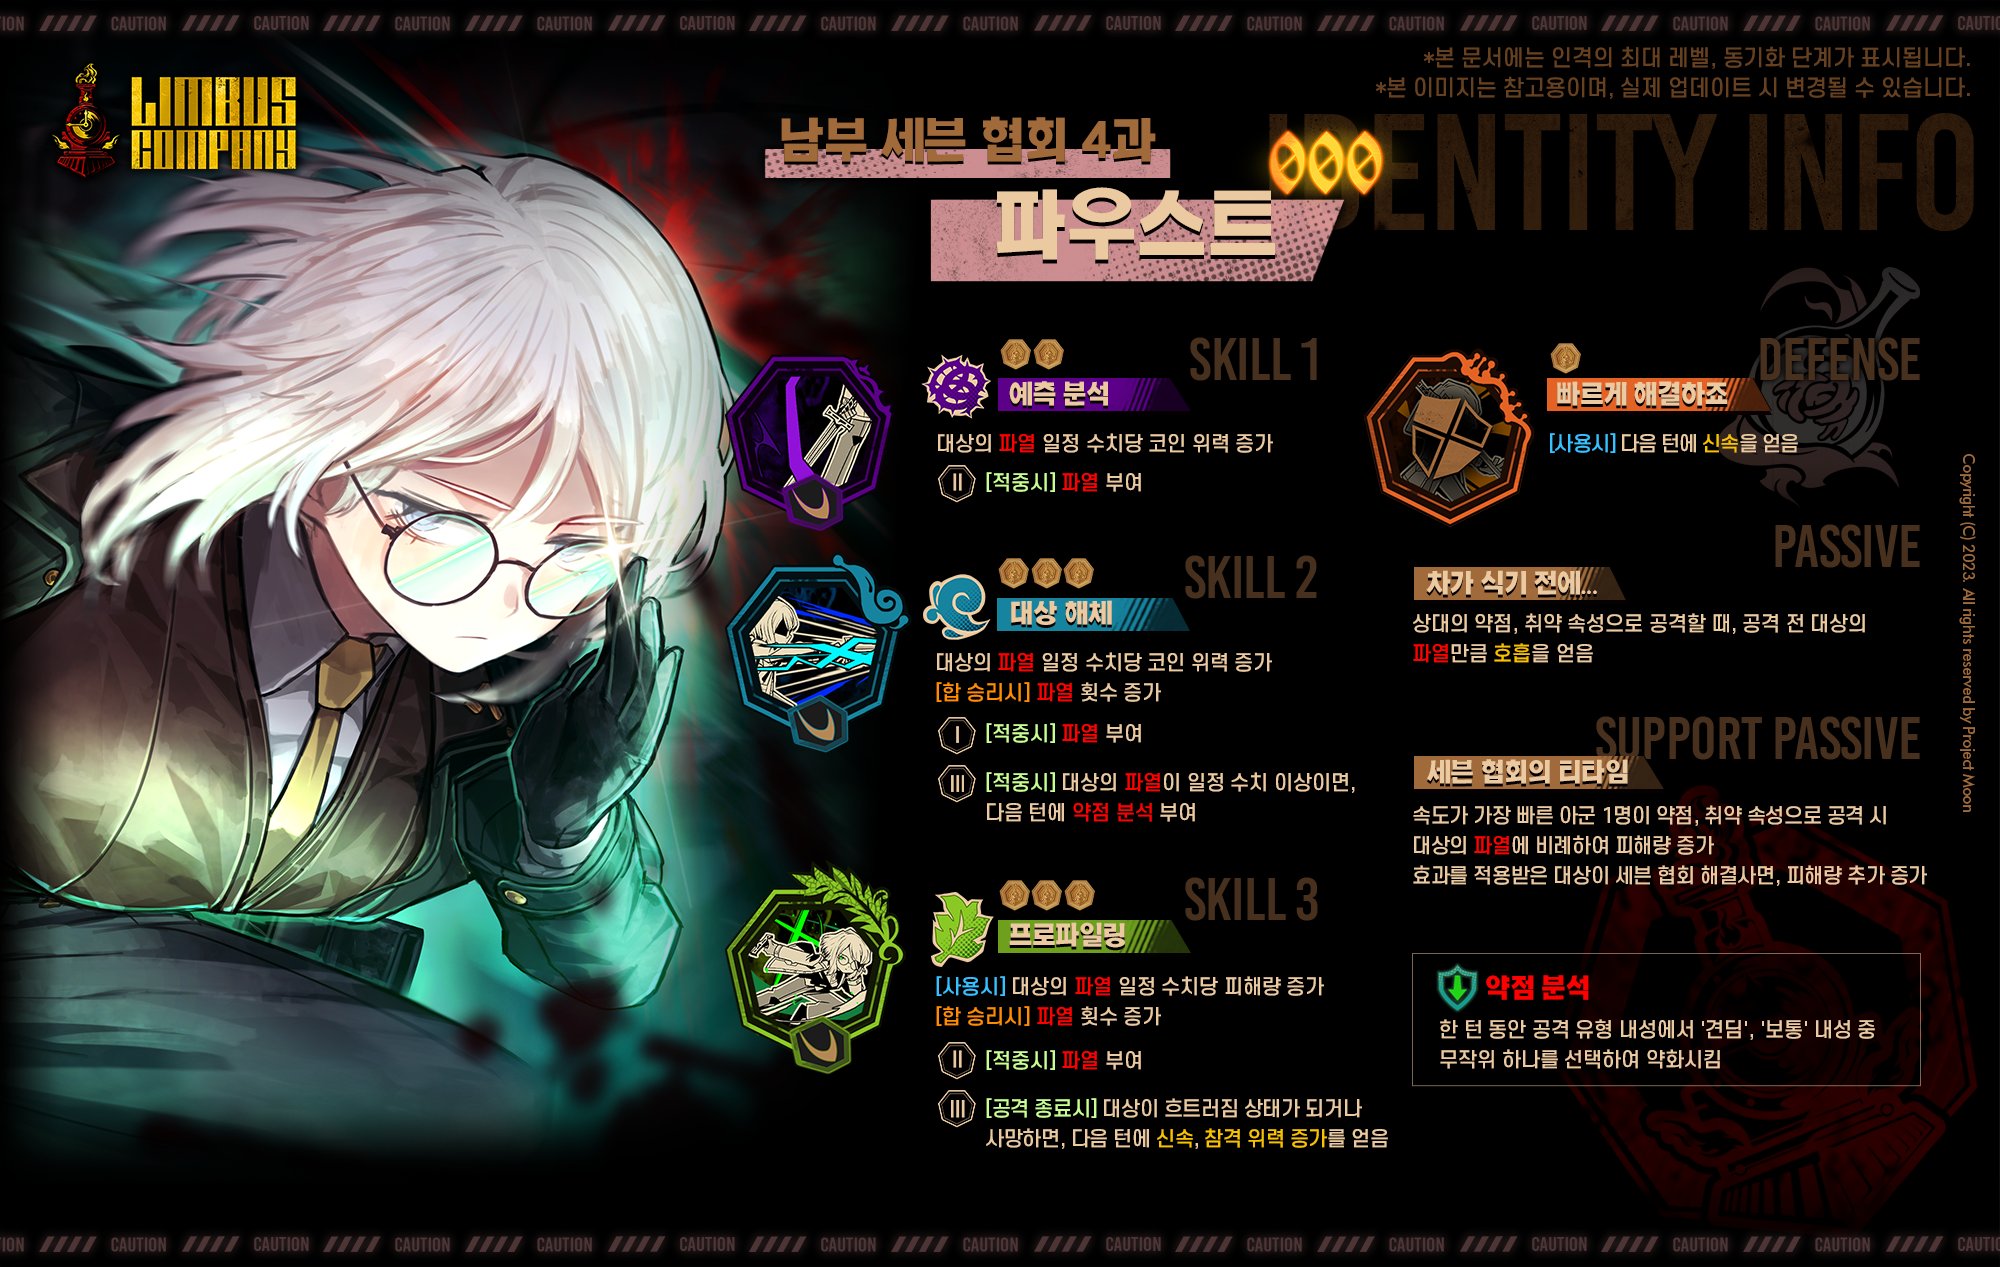 CAUTION CAUTION CAUTION CAUTION CAUTION CAUTION CAUTION CAUTION CAUTION CAUTION CAUTION CAUTION CAUTION CAUTION
*본 문서에는 인격의 최대 레벨, 동기화 단계가 표시됩니다.
*본 이미지는 참고용이며, 실제 업데이트 시 변경될 수 있습니다.
LIMBUS
COMPANY
IDENTITY INFO
남부 세븐 협회 4과
000
파우스트
SKILL 1
예측 분석
대상의 파열 일정 수치당 코인 위력 증가
II [적중시] 파열 부여
SKILL 2
대상 해체
대상의 파열 일정 수치당 코인 위력 증가
[합 승리시] 파열 횟수 증가
I [적중시] 파열 부여
III [적중시] 대상의 파열이 일정 수치 이상이면,
다음 턴에 약점 분석 부여
SKILL 3
프로파일링
[사용시] 대상의 파열 일정 수치당 피해량 증가
[합 승리시] 파열 횟수 증가
II [적중시] 파열 부여
III [공격 종료시] 대상이 흐트러짐 상태가 되거나
사망하면, 다음 턴에 신속, 참격 위력 증가를 얻음
DEFENSE
빠르게 해결하죠
[사용시] 다음 턴에 신속을 얻음
PASSIVE
차가 식기 전에...
상대의 약점, 취약 속성으로 공격할 때, 공격 전 대상의
파열만큼 호흡을 얻음
SUPPORT PASSIVE
세븐 협회의 티타임
속도가 가장 빠른 아군 1명이 약점, 취약 속성으로 공격 시
대상의 파열에 비례하여 피해량 증가
효과를 적용받은 대상이 세븐 협회 해결사면, 피해량 추가 증가
약점 분석
한 턴 동안 공격 유형 내성에서 '견딤', '보통' 내성 중
무작위 하나를 선택하여 약화시킴
Copyright (C) 2023. All rights reserved by Project Moon
CAUTION CAUTION CAUTION CAUTION CAUTION CAUTION CAUTION CAUTION CAUTION CAUTION CAUTION CAUTION CAUTION CAUTION